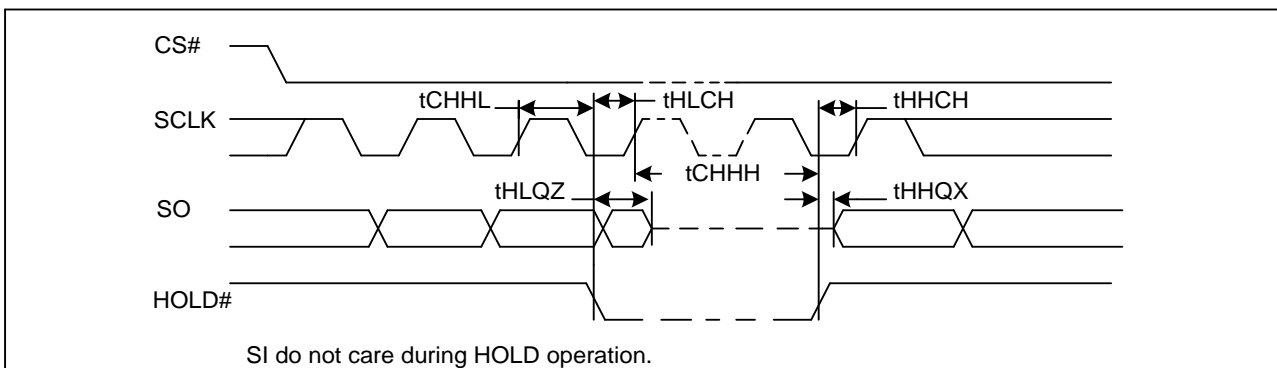 CS#
tCHHL
tHLCH
tHHCH
SCLK
tCHHH
tHLQZ
tHHQX
SO
HOLD#
SI do not care during HOLD operation.